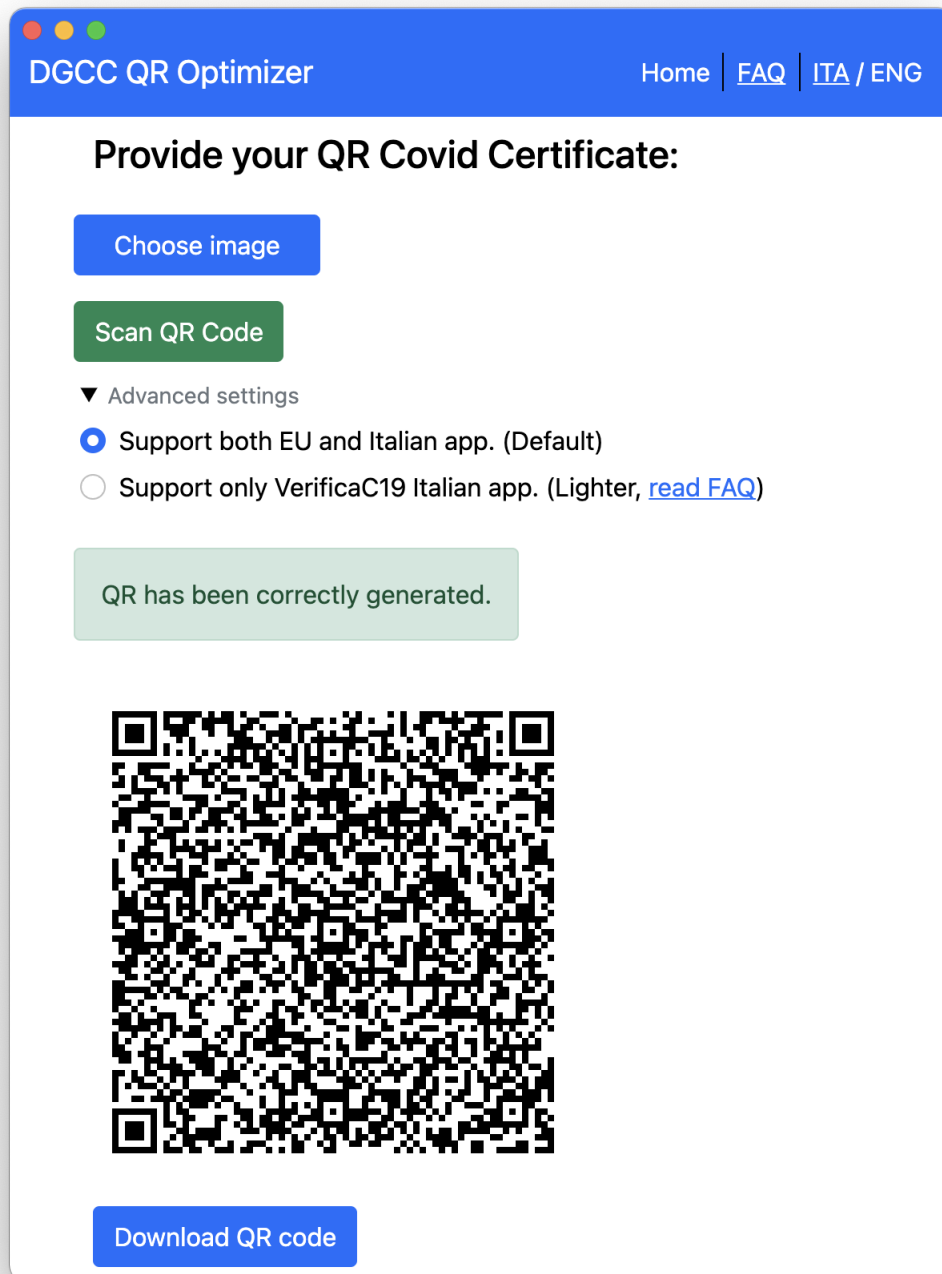 DGCC QR Optimizer
Home FAQ ITA / ENG
Provide your QR Covid Certificate:
Choose image
Scan QR Code
▼ Advanced settings
Support both EU and Italian app. (Default)
Support only VerificaC19 Italian app. (Lighter, read FAQ)
QR has been correctly generated.
Download QR code